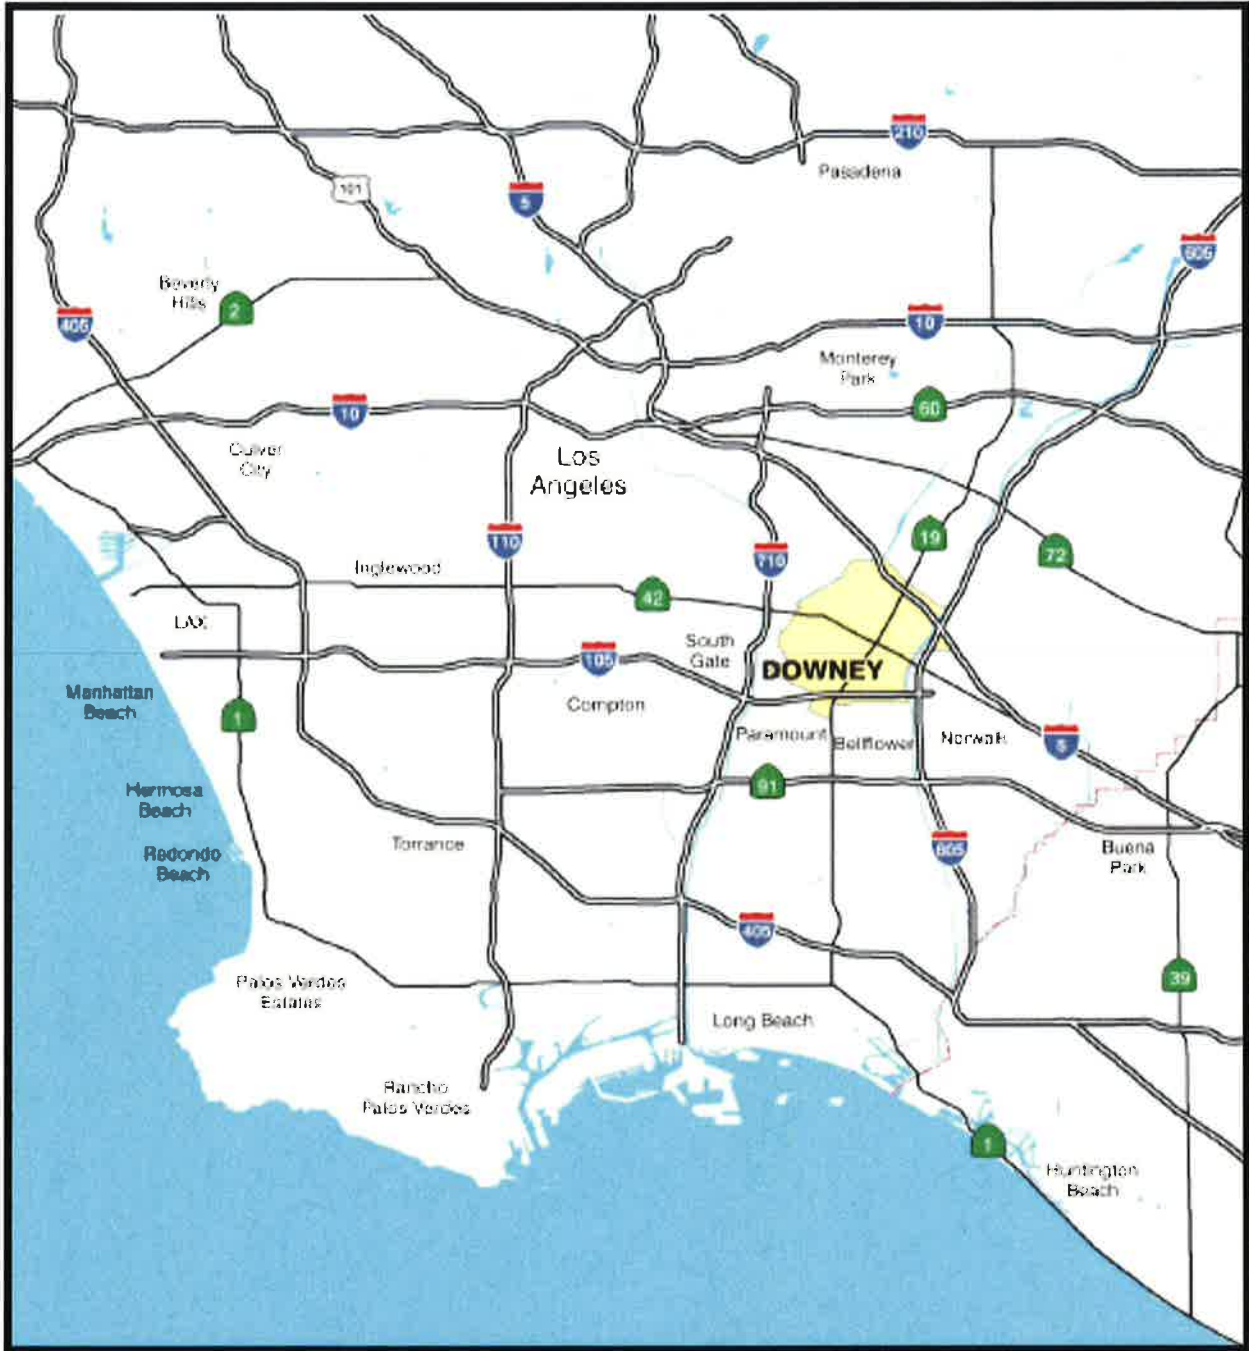 210
Pasadena
101
5
605
Beverly
Hills
2
405
10
Monterey
Park
10
60
Culver
City
Los
Angeles
110
710
19
72
Inglewood
42
LAX
South
Gate
105
DOWNEY
Manhattan
Beach
1
Compton
Paramount
Bellflower
Norwalk
5
91
Hermosa
Beach
Torrance
605
Buena
Park
Redondo
Beach
405
39
Palos Verdes
Estates
Long Beach
Rancho
Palos Verdes
1
Huntington
Beach